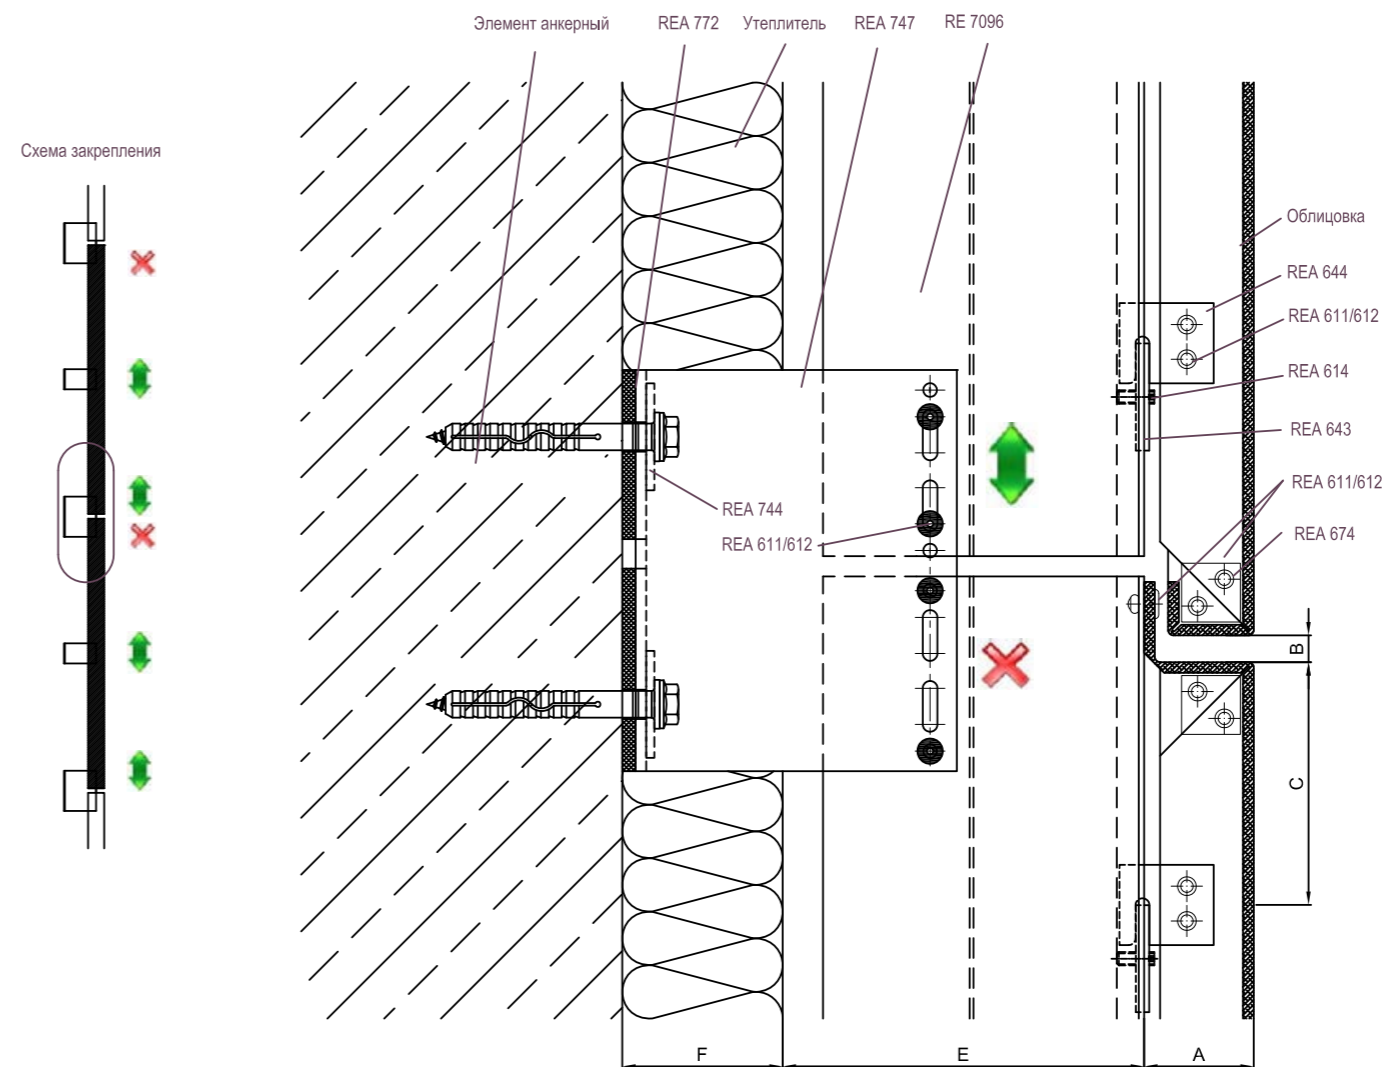 Элемент анкерный
REA 772
Утеплитель
REA 747
RE 7096
Схема закрепления
Облицовка
REA 644
REA 611/612
REA 614
REA 643
REA 611/612
REA 674
REA 744
REA 611/612
B
C
F
E
A